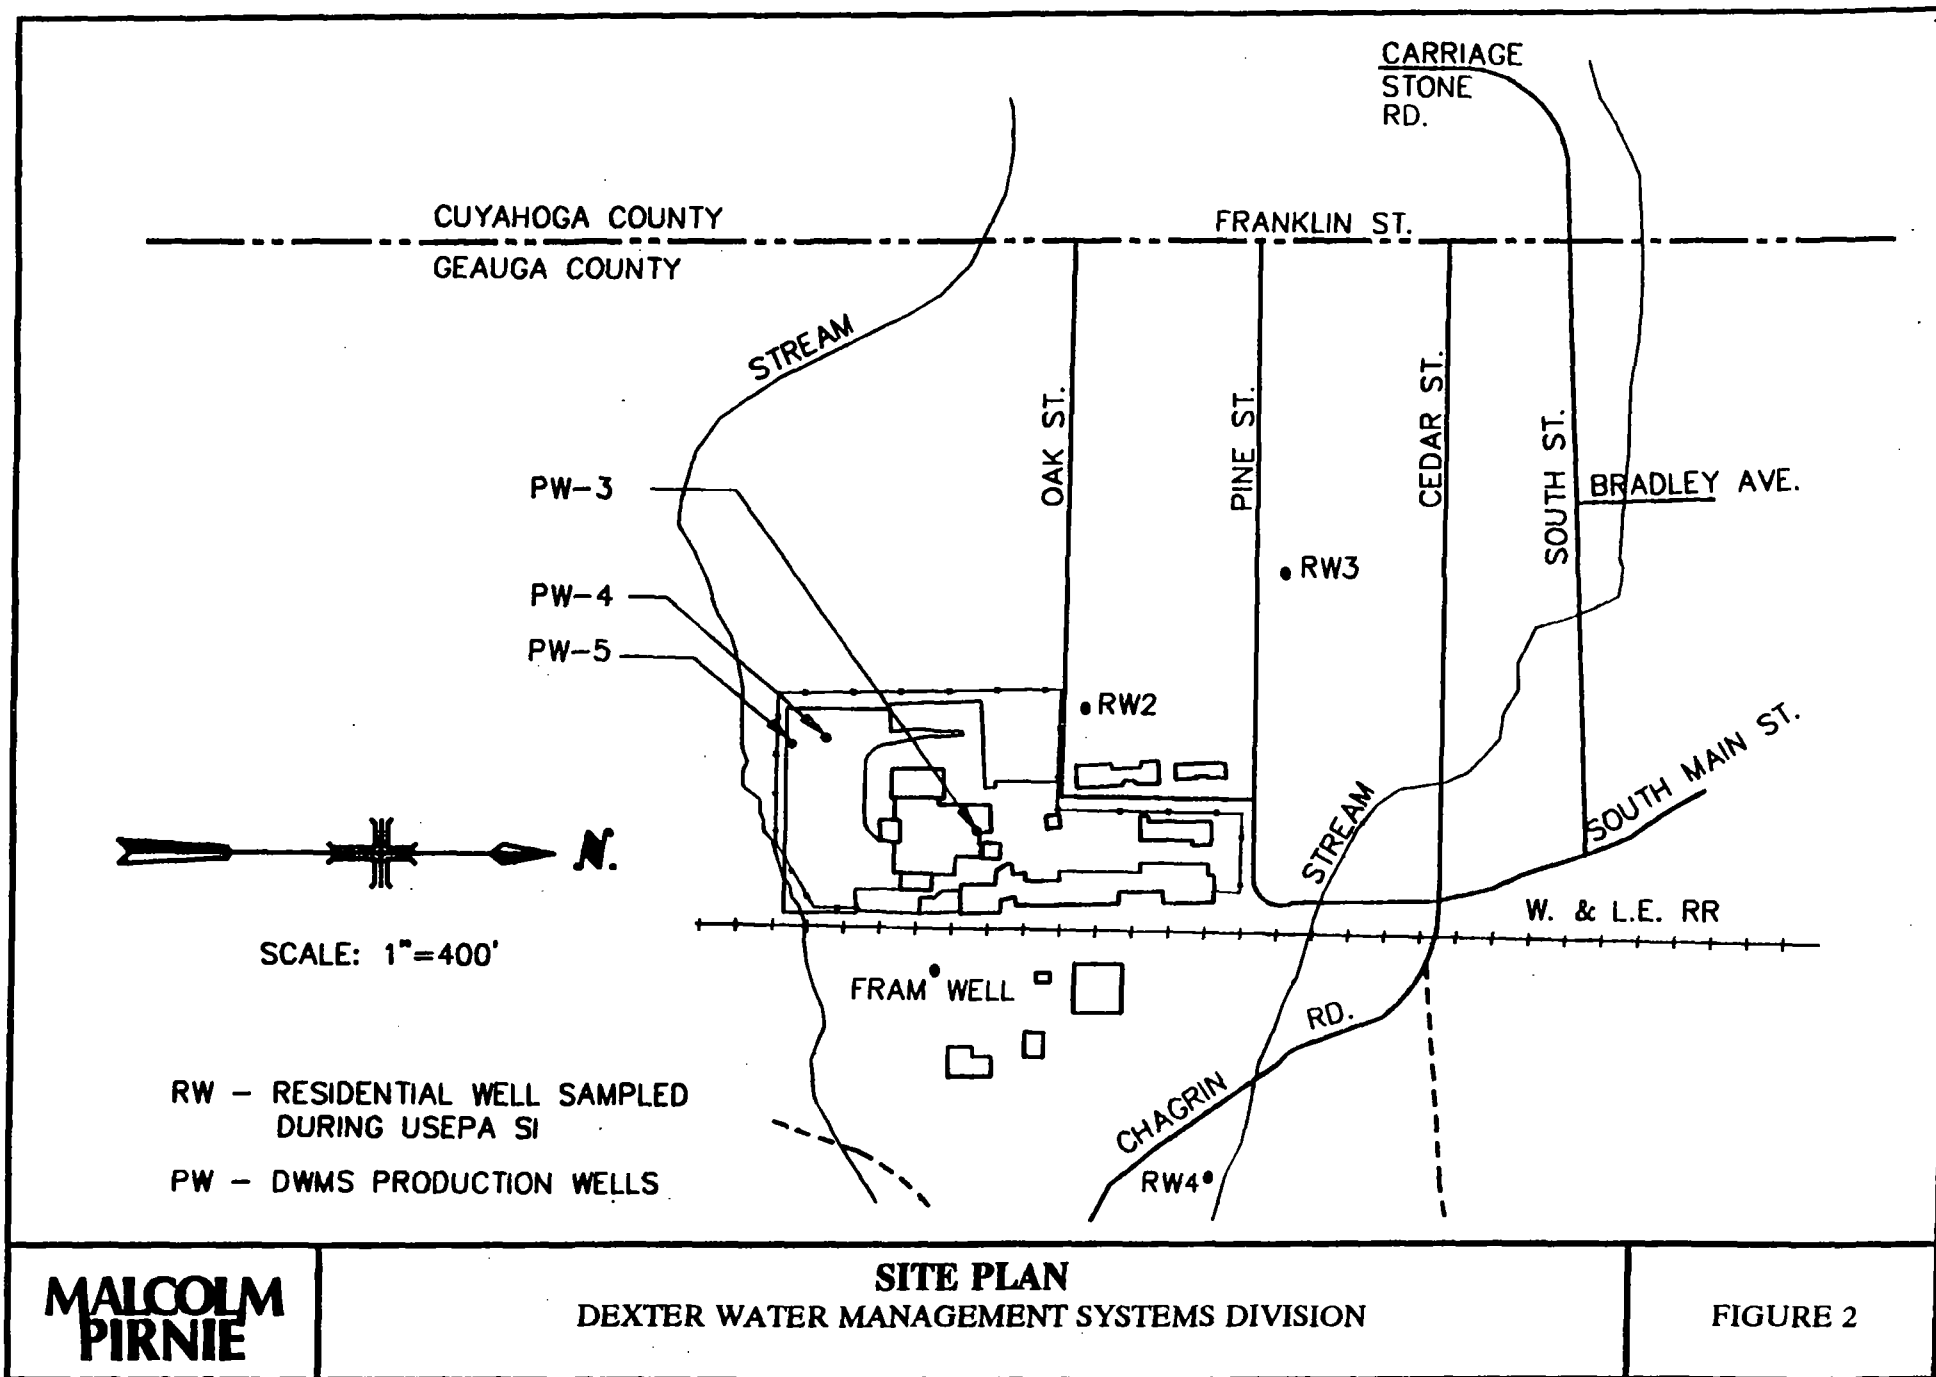 CARRIAGE
STONE
RD.
CUYAHOGA COUNTY
FRANKLIN ST.
GEAUGA COUNTY
STREAM
OAK ST.
PINE ST.
CEDAR ST.
SOUTH ST.
BRADLEY AVE.
PW-3
PW-4
PW-5
RW3
RW2
SOUTH MAIN ST.
STREAM
N.
W. & L.E. RR
SCALE: 1"=400'
FRAM WELL
RD.
CHAGRIN
RW4
RW - RESIDENTIAL WELL SAMPLED
DURING USEPA SI
PW - DWMS PRODUCTION WELLS
MALCOLM
PIRNIE
SITE PLAN
DEXTER WATER MANAGEMENT SYSTEMS DIVISION
FIGURE 2